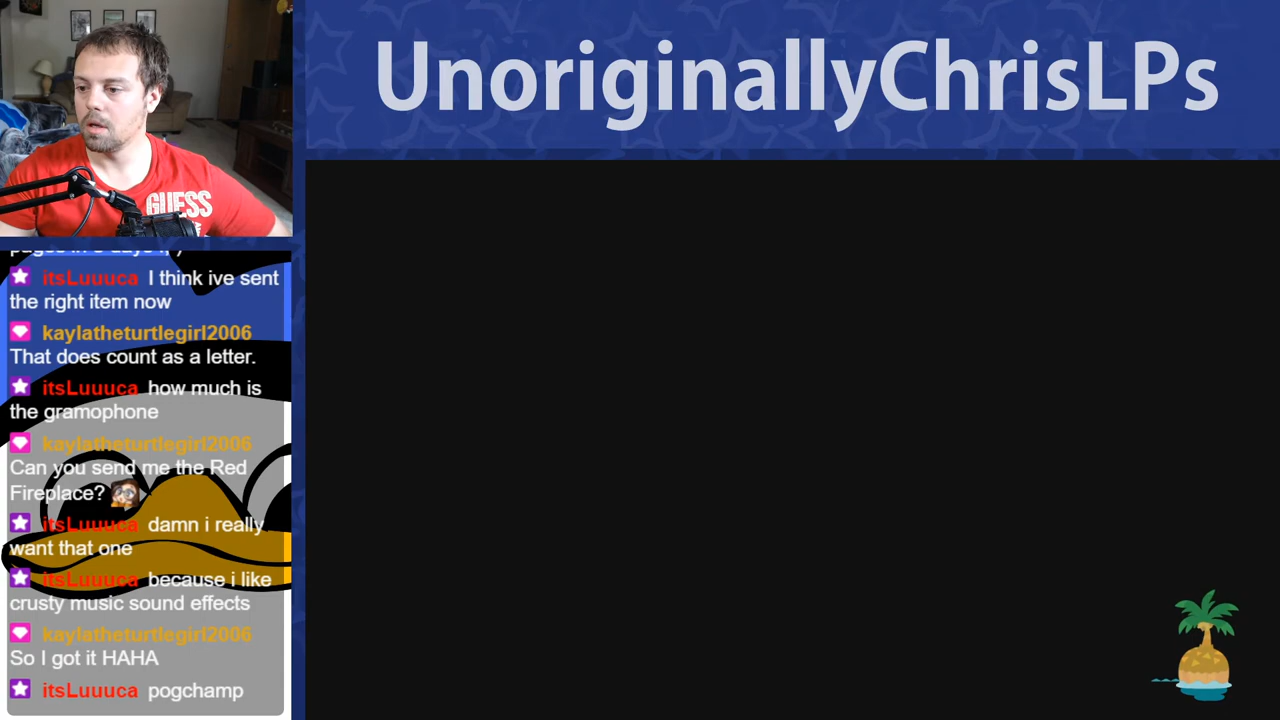 UnoriginallyChrisLPs
GUESS
itsLuuuca I think ive sent
the right item now
kaylatheturtlegirl2006
That does count as a letter.
itsLuuuca how much is
the gramophone
kaylatheturtlegirl2006
Can you send me the Red
Fireplace?
itsLuuuca damn i really
want that one
itsLuuuca because i like
crusty music sound effects
kaylatheturtlegirl2006
So I got it HAHA
itsLuuuca pogchamp